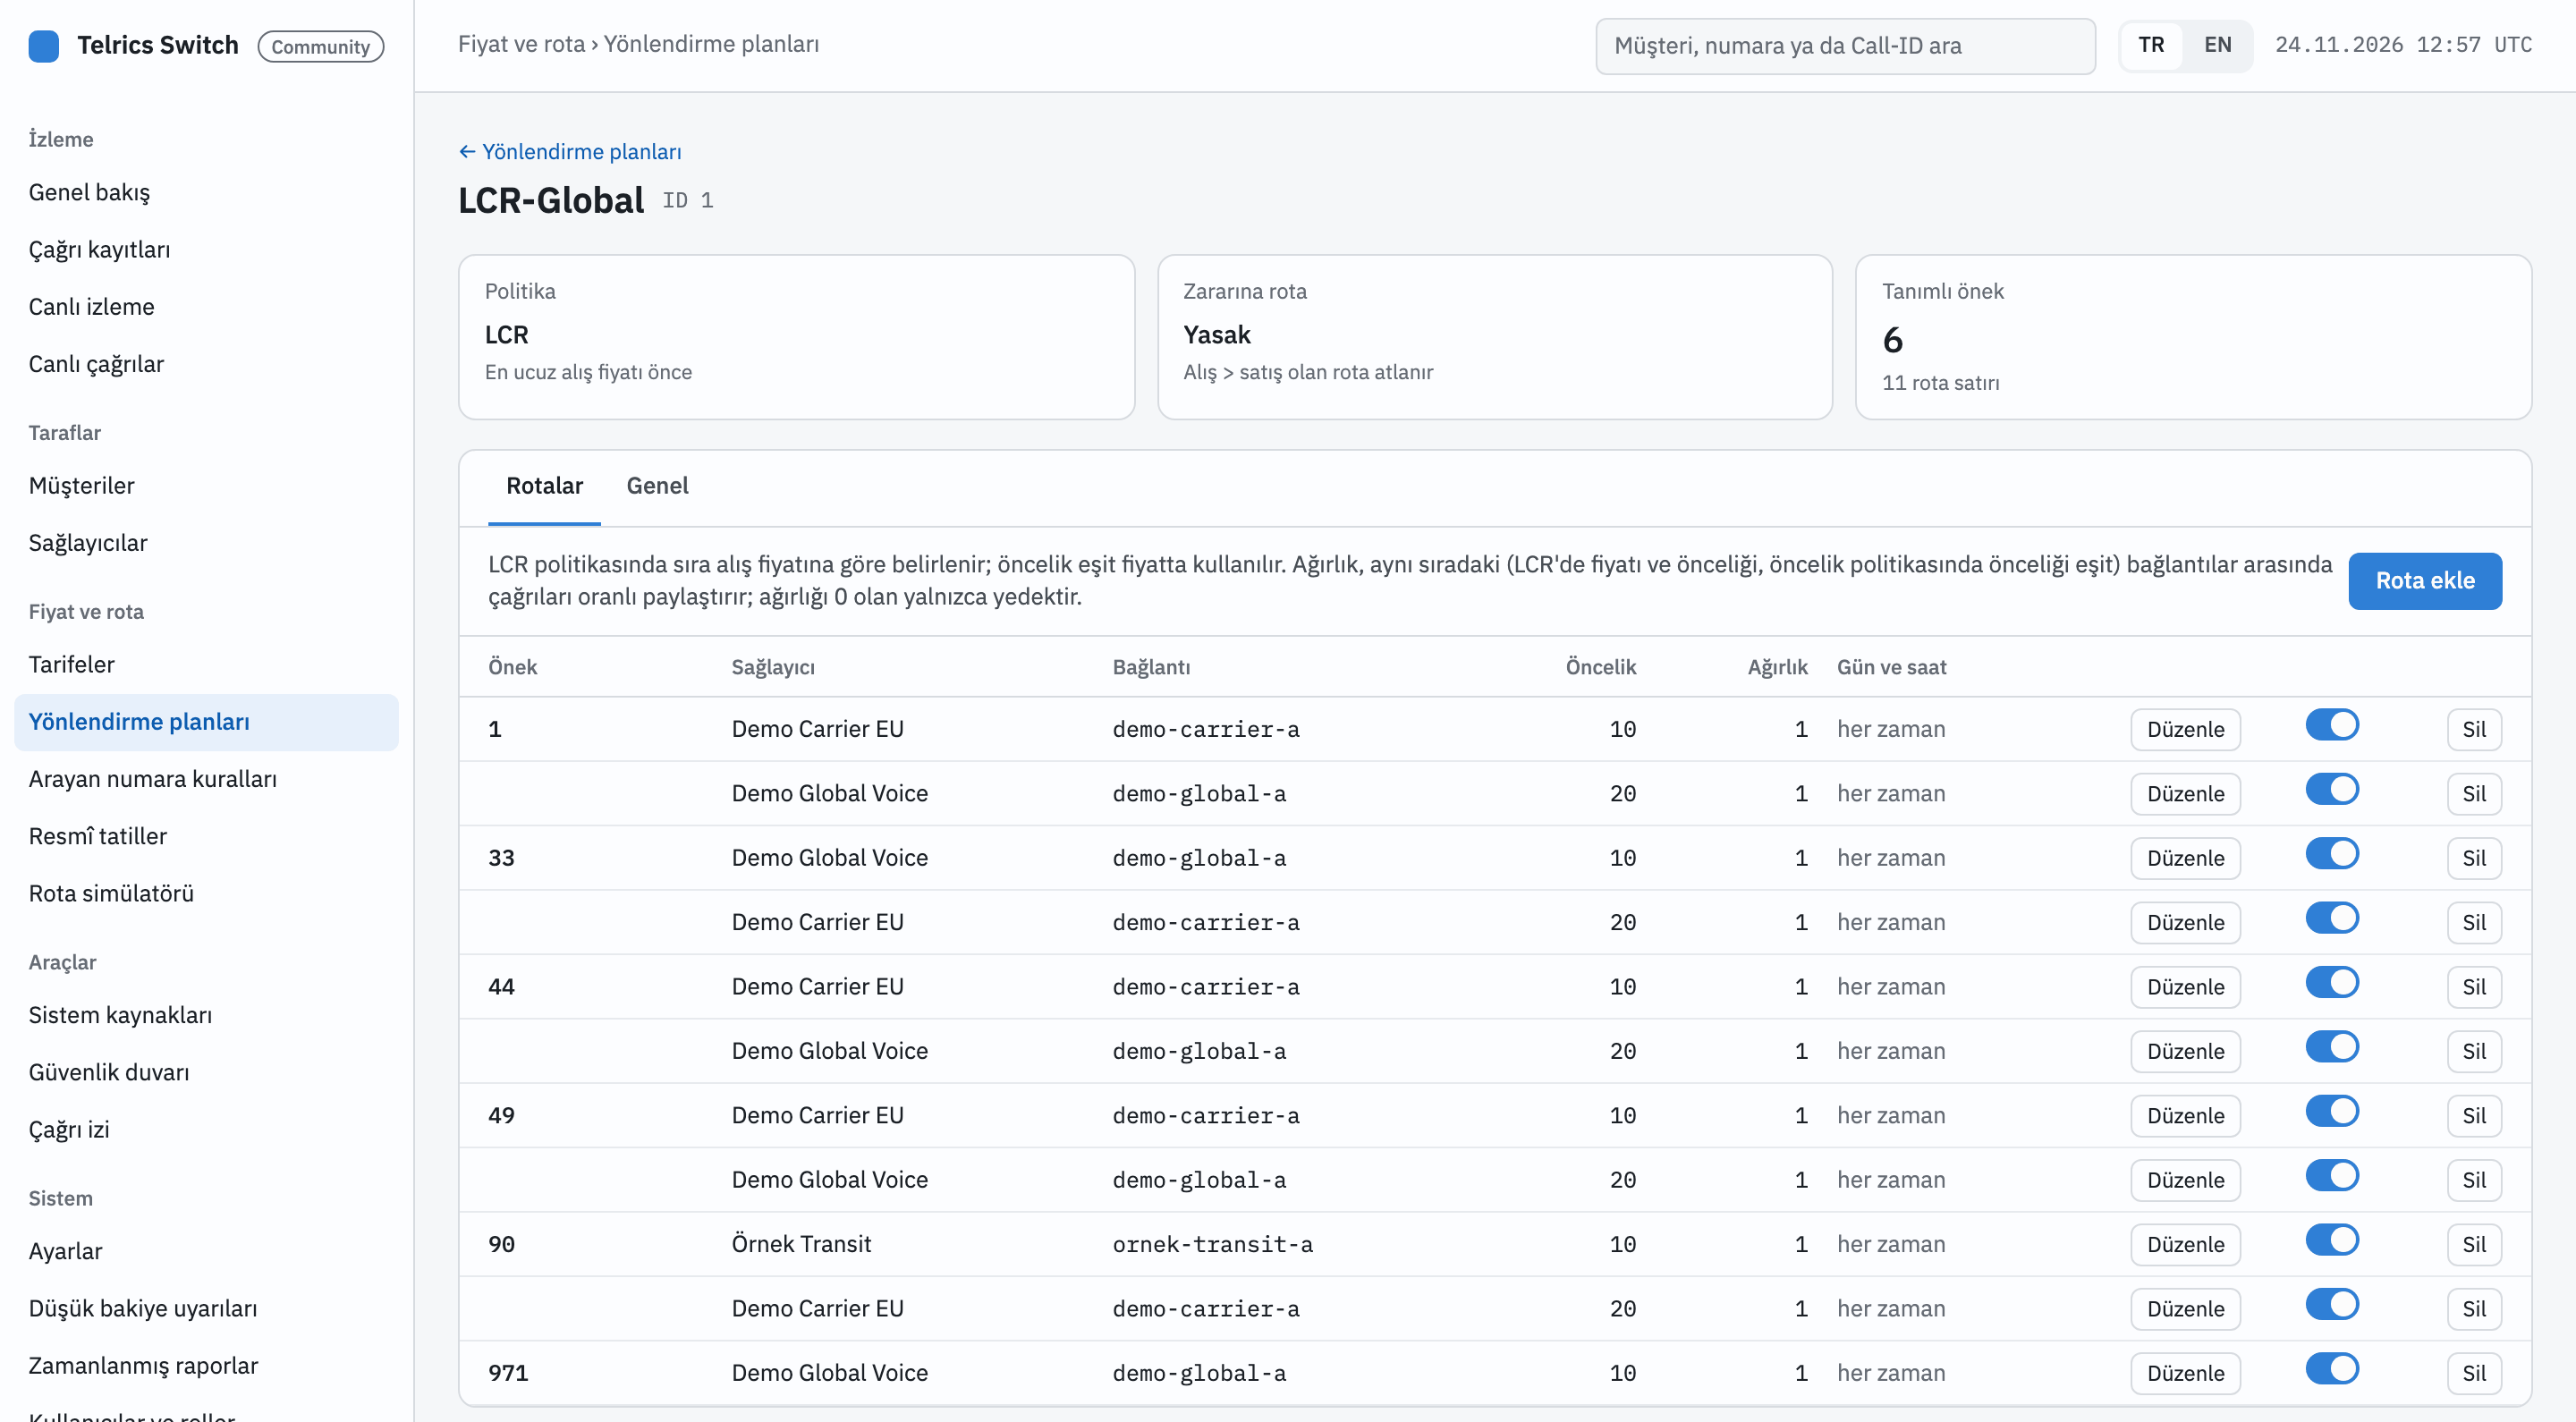 Telrics Switch Community
Fiyat ve rota › Yönlendirme planları
Müşteri, numara ya da Call-ID ara
TR EN
24.11.2026 12:57 UTC
İzleme
Genel bakış
Çağrı kayıtları
Canlı izleme
Canlı çağrılar
Taraflar
Müşteriler
Sağlayıcılar
Fiyat ve rota
Tarifeler
Yönlendirme planları
Arayan numara kuralları
Resmî tatiller
Rota simülatörü
Araçlar
Sistem kaynakları
Güvenlik duvarı
Çağrı izi
Sistem
Ayarlar
Düşük bakiye uyarıları
Zamanlanmış raporlar
Kullanıcılar ve roller
← Yönlendirme planları
LCR-Global ID 1
Politika
LCR
En ucuz alış fiyatı önce
Zararına rota
Yasak
Alış > satış olan rota atlanır
Tanımlı önek
6
11 rota satırı
Rotalar Genel
LCR politikasında sıra alış fiyatına göre belirlenir; öncelik eşit fiyatta kullanılır. Ağırlık, aynı sıradaki (LCR'de fiyatı ve önceliği, öncelik politikasında önceliği eşit) bağlantılar arasında
çağrıları oranlı paylaştırır; ağırlığı 0 olan yalnızca yedektir.
Rota ekle
Önek Sağlayıcı Bağlantı Öncelik Ağırlık Gün ve saat
1 Demo Carrier EU demo-carrier-a 10 1 her zaman Düzenle Sil
Demo Global Voice demo-global-a 20 1 her zaman Düzenle Sil
33 Demo Global Voice demo-global-a 10 1 her zaman Düzenle Sil
Demo Carrier EU demo-carrier-a 20 1 her zaman Düzenle Sil
44 Demo Carrier EU demo-carrier-a 10 1 her zaman Düzenle Sil
Demo Global Voice demo-global-a 20 1 her zaman Düzenle Sil
49 Demo Carrier EU demo-carrier-a 10 1 her zaman Düzenle Sil
Demo Global Voice demo-global-a 20 1 her zaman Düzenle Sil
90 Örnek Transit ornek-transit-a 10 1 her zaman Düzenle Sil
Demo Carrier EU demo-carrier-a 20 1 her zaman Düzenle Sil
971 Demo Global Voice demo-global-a 10 1 her zaman Düzenle Sil